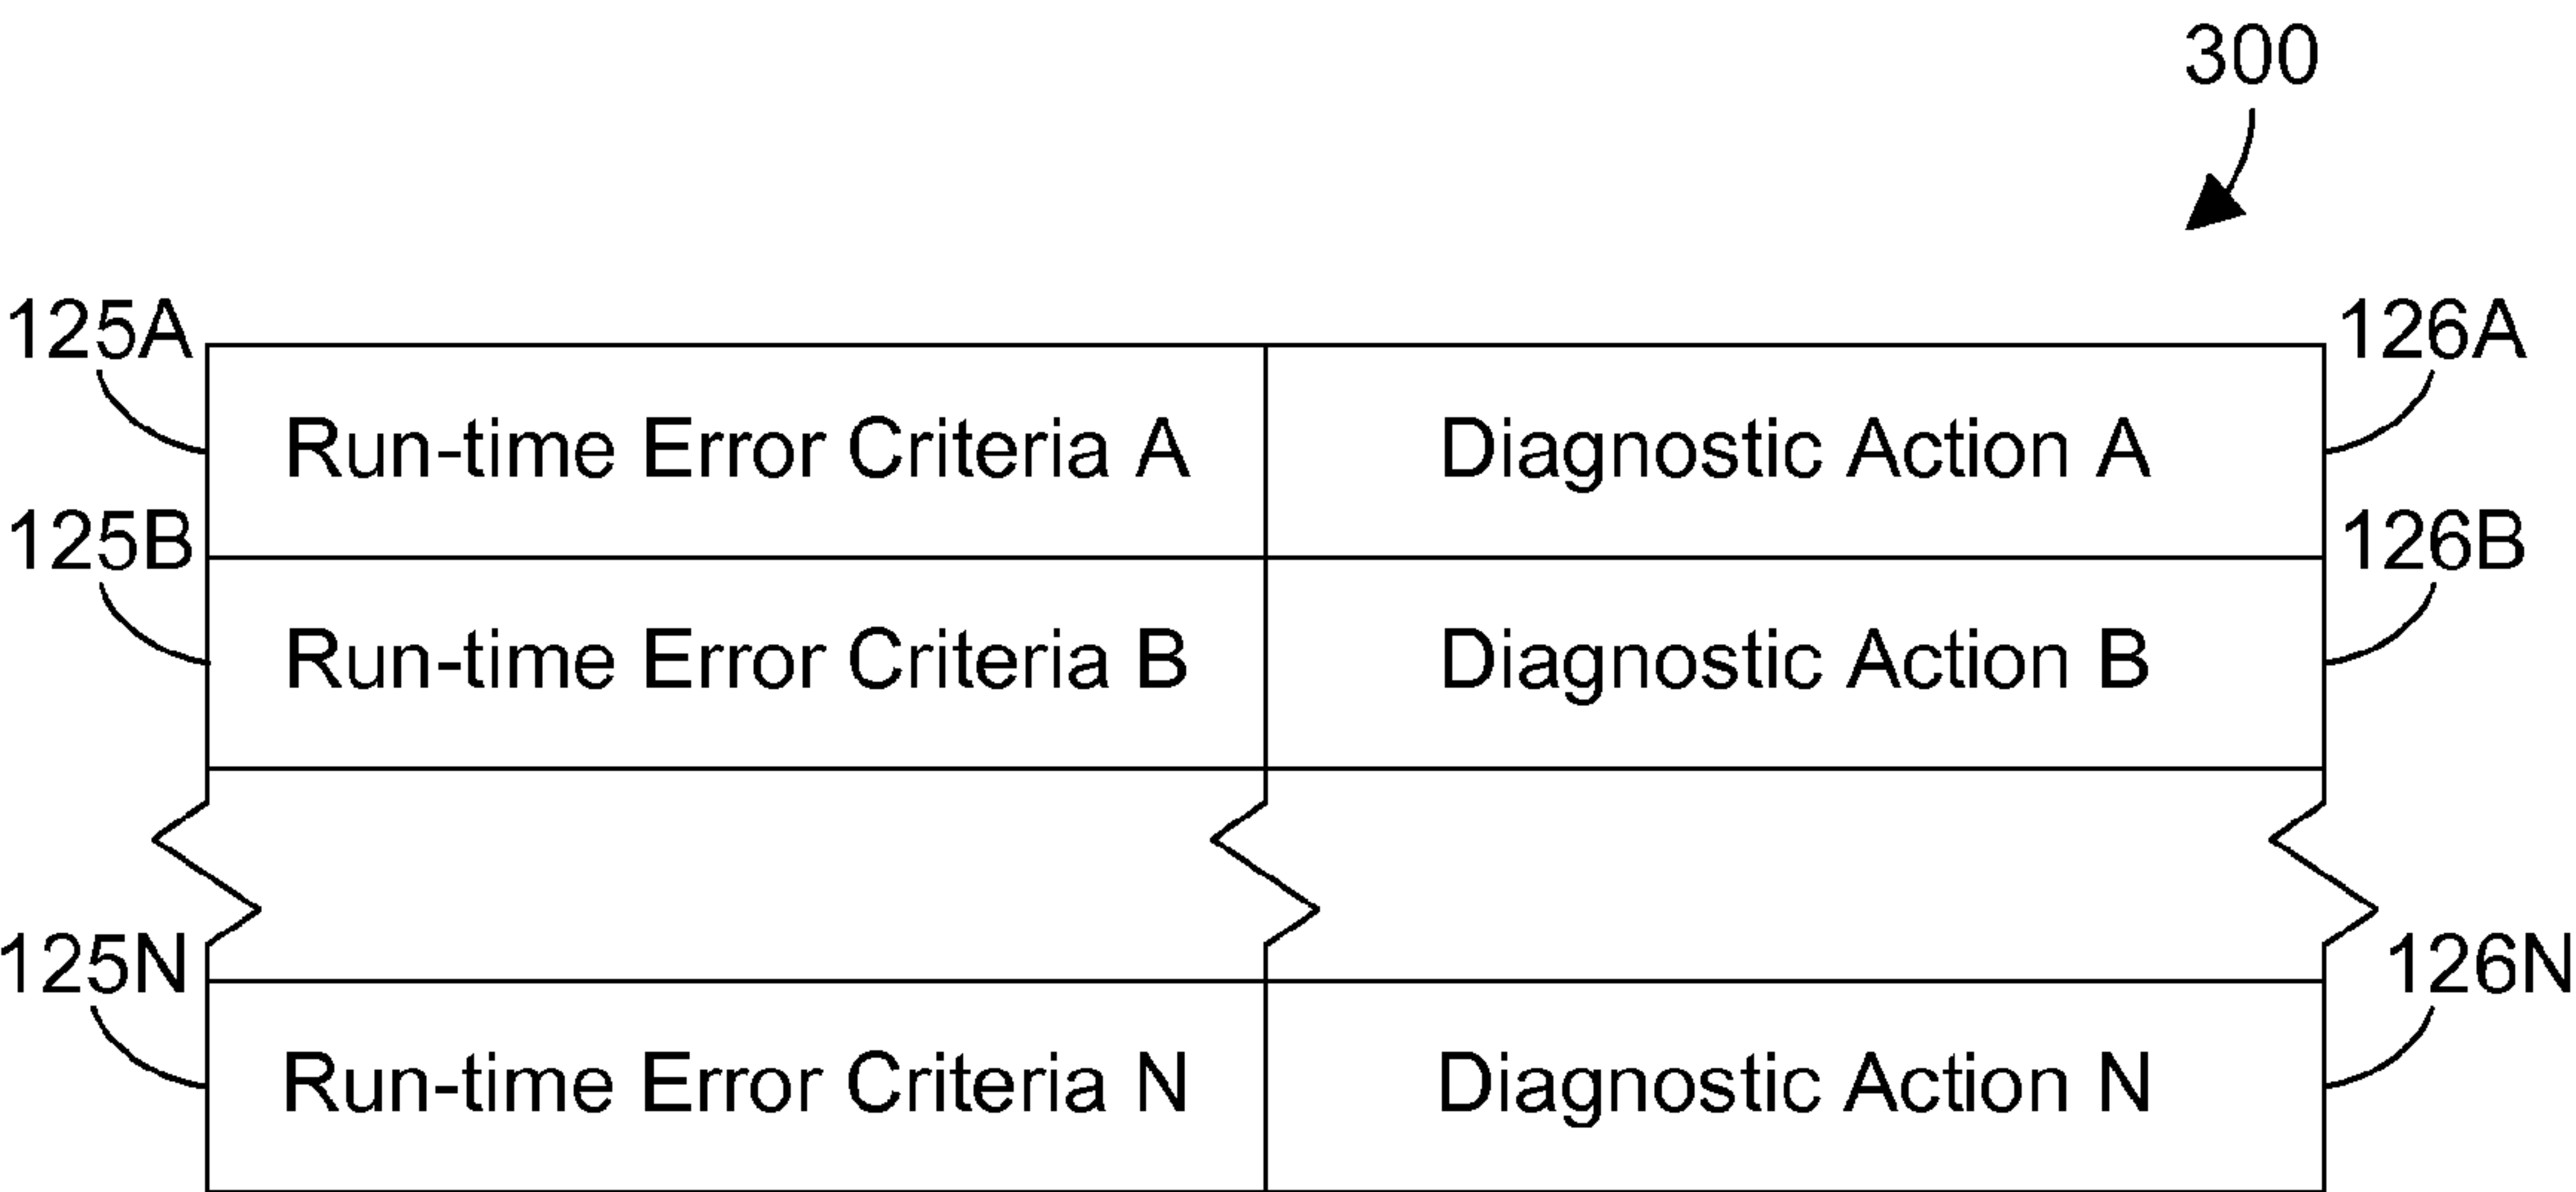 300
125A
126A
Run-time Error Criteria A
Diagnostic Action A
125B
126B
Run-time Error Criteria B
Diagnostic Action B
125N
126N
Run-time Error Criteria N
Diagnostic Action N